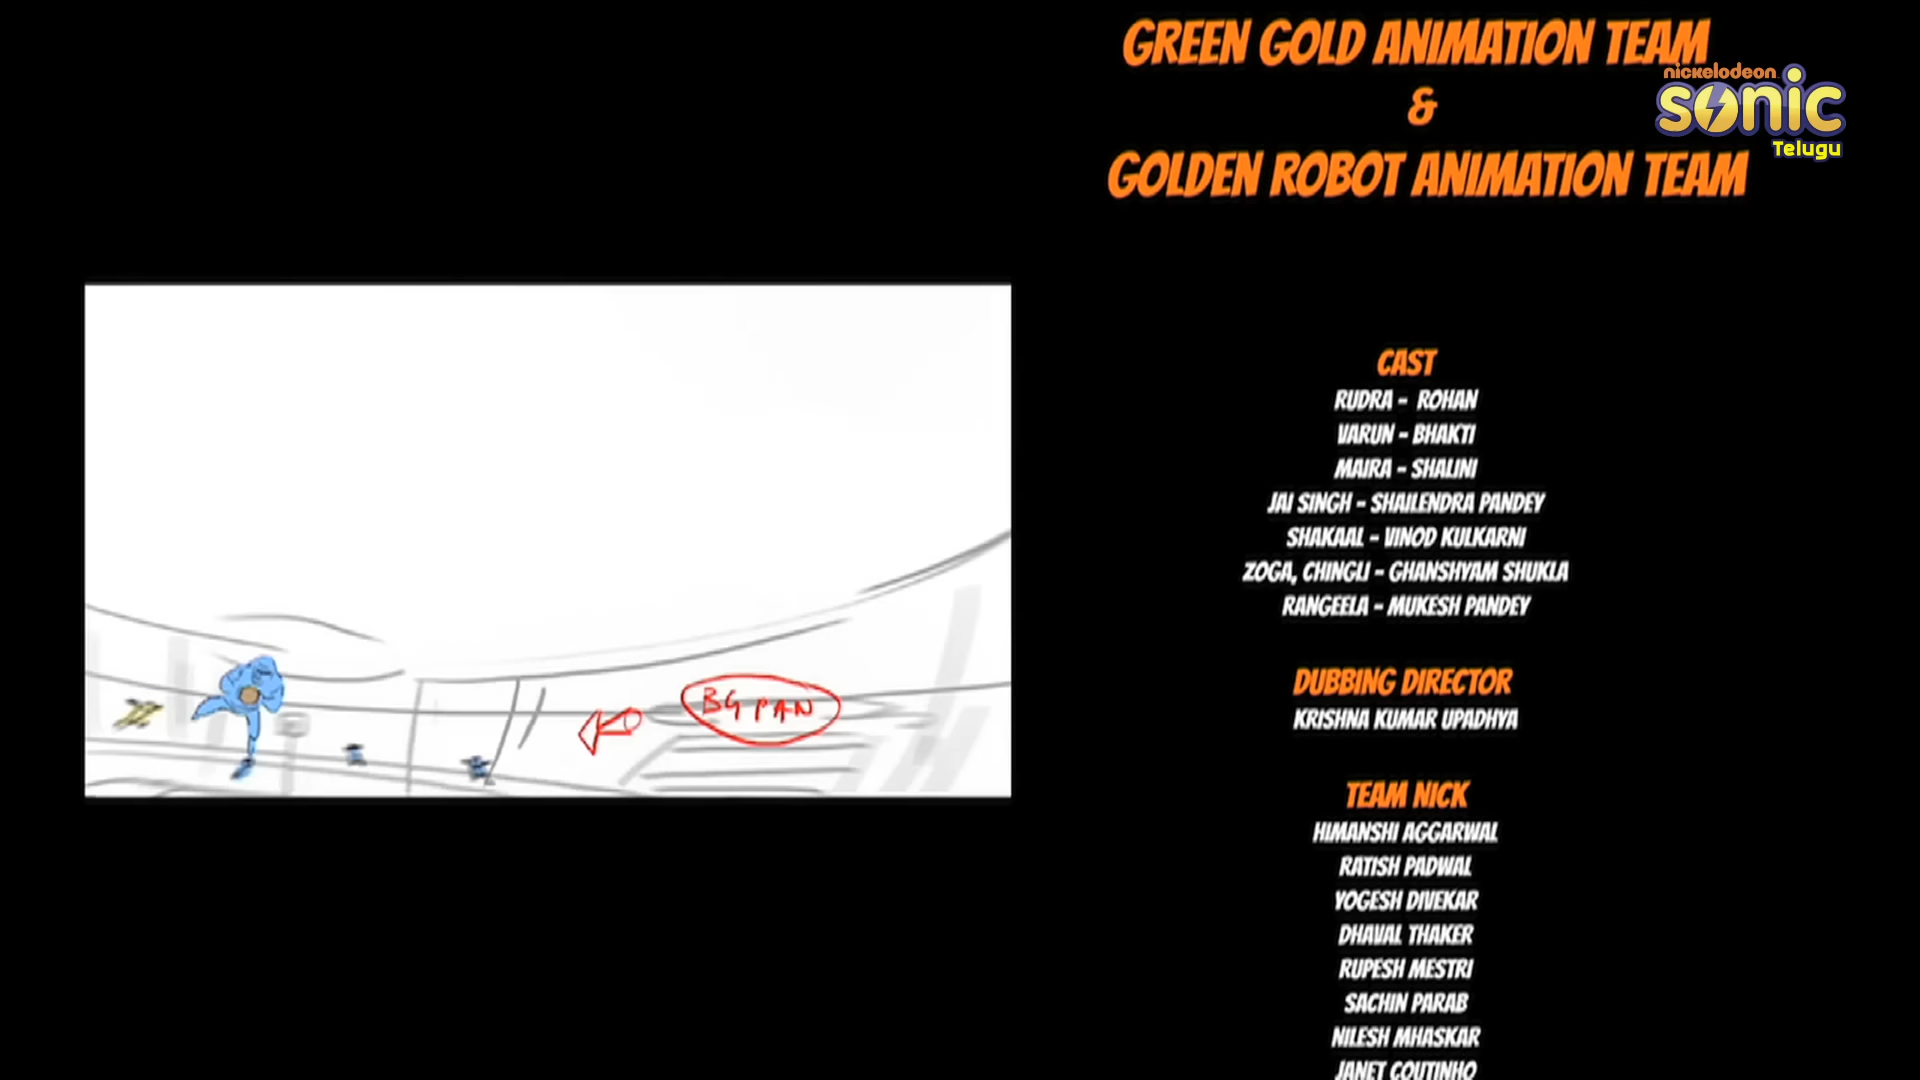 GREEN GOLD ANIMATION TEAM
&
GOLDEN ROBOT ANIMATION TEAM
nickelodeon
sonic
Telugu
CAST
RUDRA - ROHAN
VARUN - BHAKTI
MAIRA - SHALINI
JAI SINGH - SHAILENDRA PANDEY
SHAKAAL - VINOD KULKARNI
ZOGA, CHINGLI - GHANSHYAM SHUKLA
RANGEELA - MUKESH PANDEY
BG PAN
DUBBING DIRECTOR
KRISHNA KUMAR UPADHYA
TEAM NICK
HIMANSHI AGGARWAL
RATISH PADWAL
YOGESH DIVEKAR
DHAVAL THAKER
RUPESH MESTRI
SACHIN PARAB
NILESH MHASKAR
JANET COUTINHO